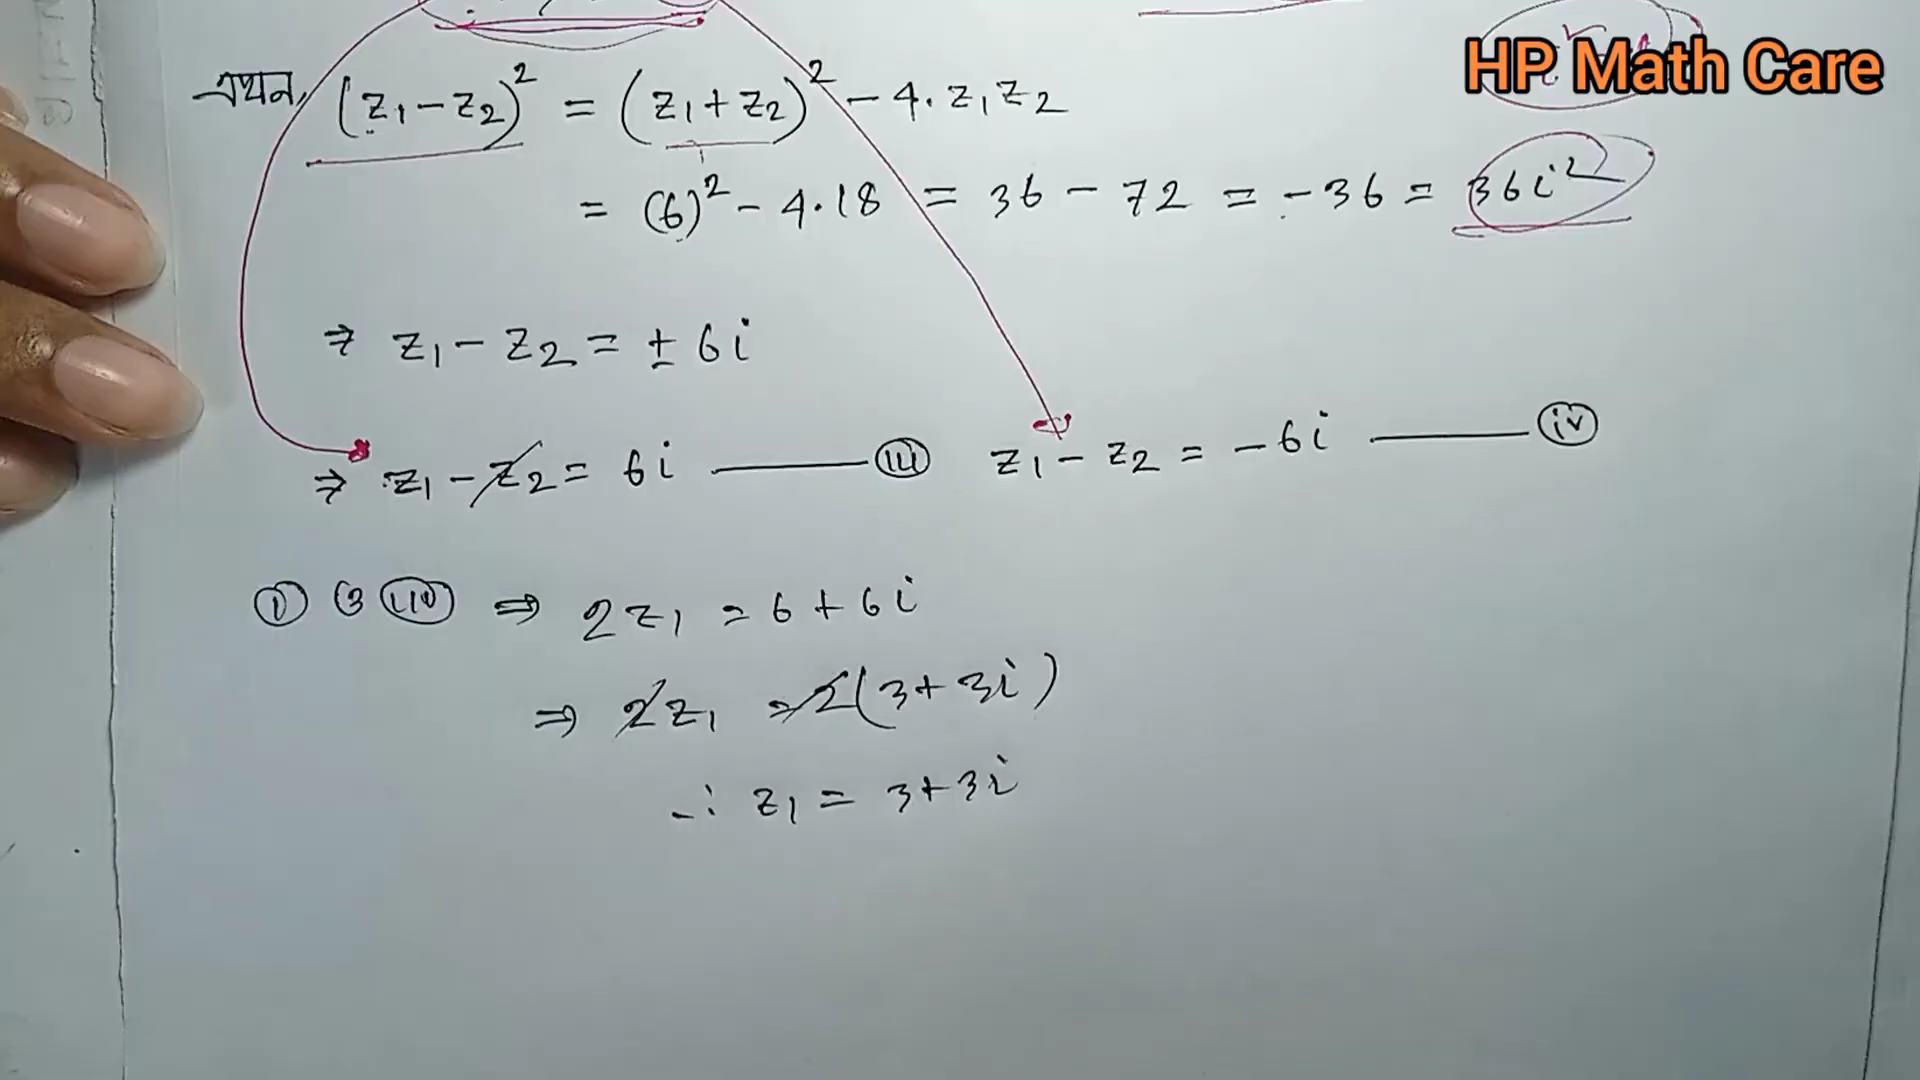 HP Math Care
এখন, (z₁ - z₂)² = (z₁ + z₂)² - 4. z₁ z₂
= (6)² - 4.18 = 36 - 72 = -36 = 36i²
⇒ z₁ - z₂ = ± 6i
⇒ z₁ - z₂ = 6i —— (iii) z₁ - z₂ = -6i —— (iv)
(i) ও (iii) ⇒ 2z₁ = 6 + 6i
⇒ 2z₁ = 2(3 + 3i)
∴ z₁ = 3 + 3i